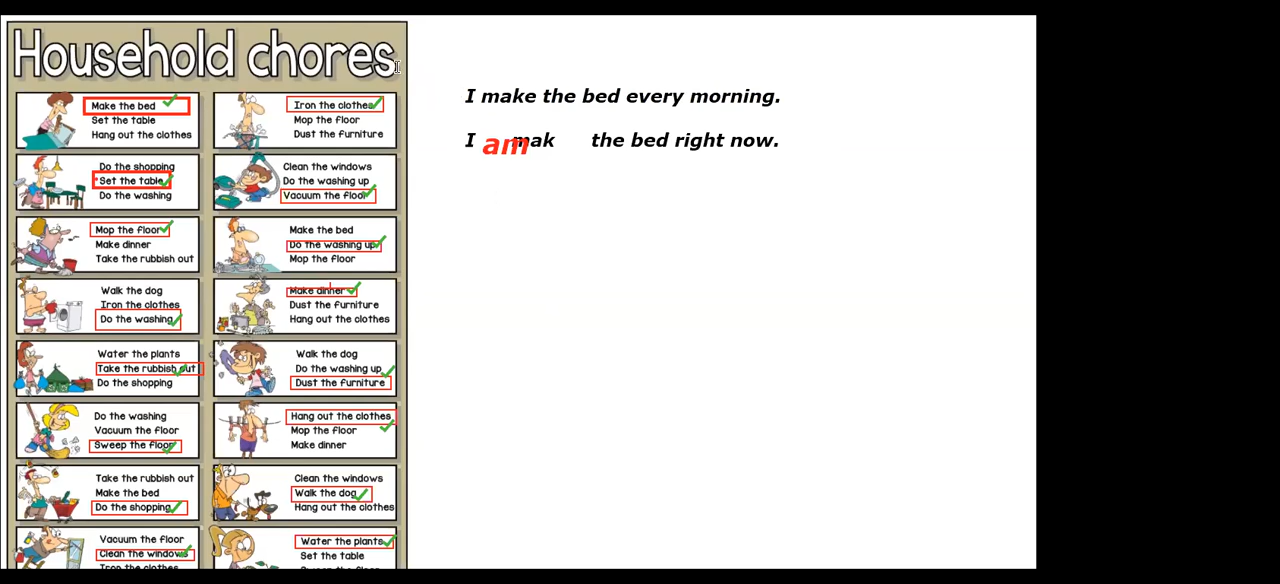 Household chores
Make the bed
Set the table
Hang out the clothes
Do the shopping
Set the table
Do the washing
Mop the floor
Make dinner
Take the rubbish out
Walk the dog
Iron the clothes
Do the washing
Water the plants
Take the rubbish out
Do the shopping
Do the washing
Vacuum the floor
Sweep the floor
Take the rubbish out
Make the bed
Do the shopping
Vacuum the floor
Clean the windows
Iron the clothes
Iron the clothes
Mop the floor
Dust the furniture
Clean the windows
Do the washing up
Vacuum the floor
Make the bed
Do the washing up
Mop the floor
Make dinner
Dust the furniture
Hang out the clothes
Walk the dog
Do the washing up
Dust the furniture
Hang out the clothes
Mop the floor
Make dinner
Clean the windows
Walk the dog
Hang out the clothes
Water the plants
Set the table
I make the bed every morning.
I am mak the bed right now.